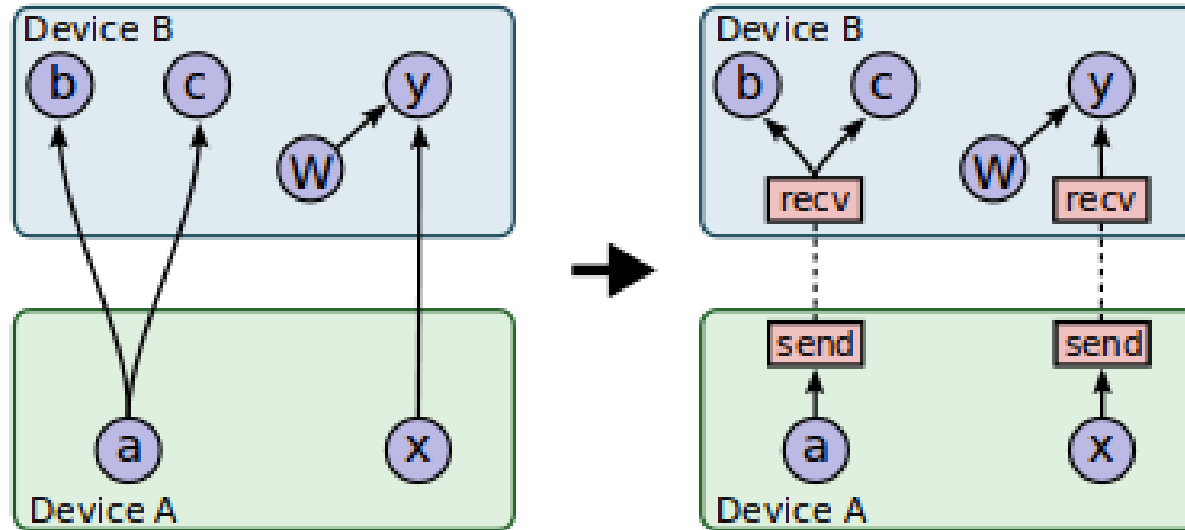 Device B
b c y
W
a x
Device A
Device B
b c y
W
recv recv
send send
a x
Device A